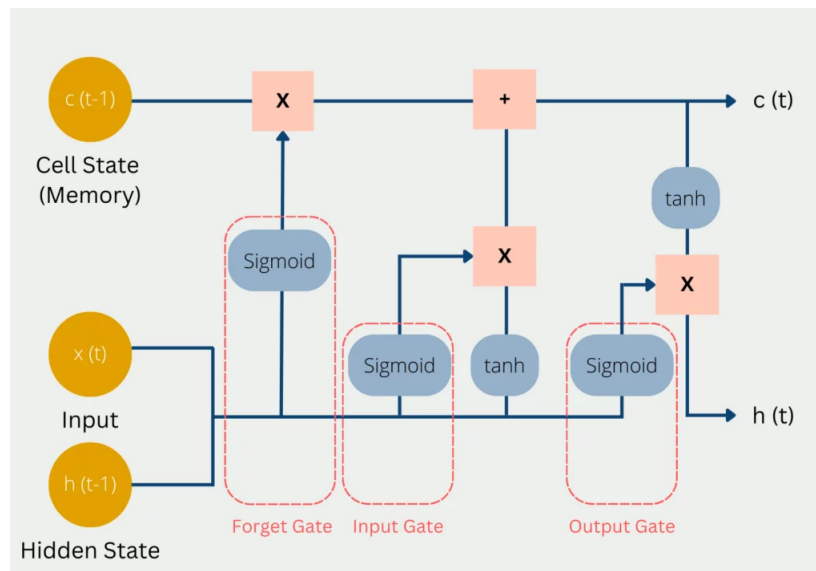 c (t-1)
X
+
c (t)
Cell State
(Memory)
tanh
Sigmoid
X
X
x (t)
Sigmoid
tanh
Sigmoid
Input
h (t)
h (t-1)
Forget Gate
Input Gate
Output Gate
Hidden State